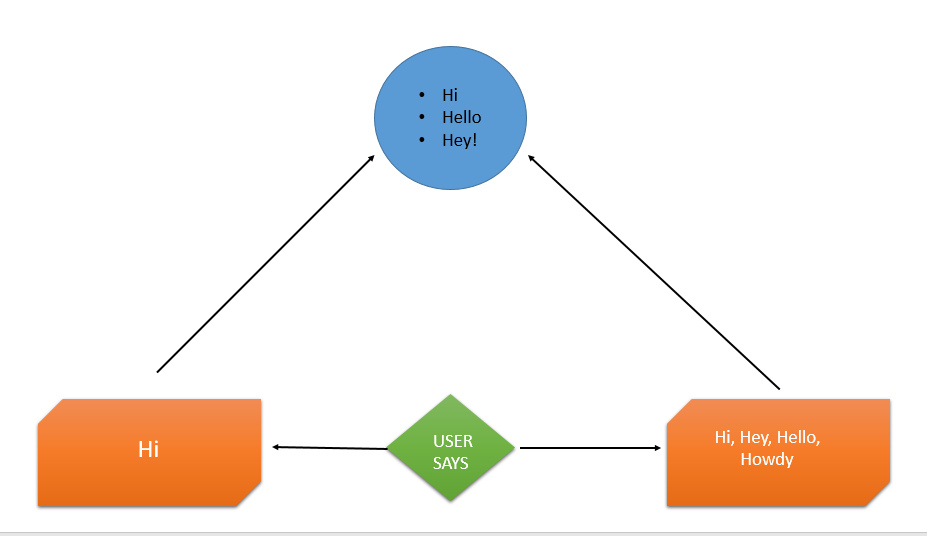 • Hi
• Hello
• Hey!
Hi
USER
SAYS
Hi, Hey, Hello,
Howdy